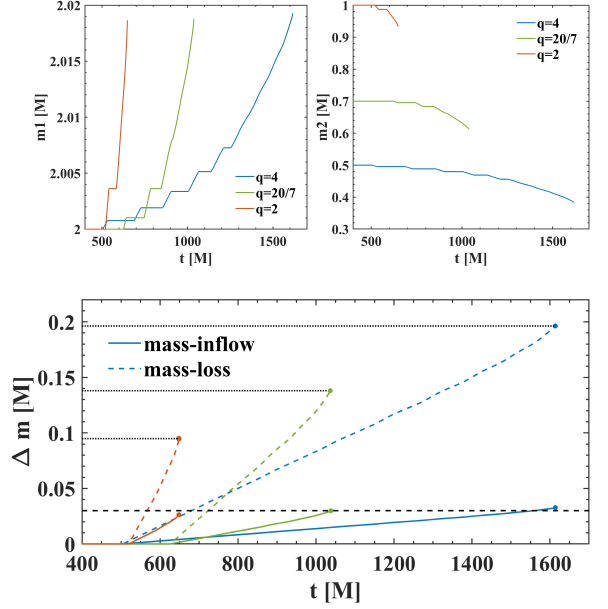 2.02
2.015
2.01
2.005
2
m1 [M]
q=4
q=20/7
q=2
500
1000
1500
t [M]
1
0.9
0.8
0.7
0.6
0.5
0.4
0.3
m2 [M]
q=4
q=20/7
q=2
500
1000
1500
t [M]
0.2
0.15
0.1
0.05
0
Δ m [M]
mass-inflow
mass-loss
400
600
800
1000
1200
1400
1600
t [M]